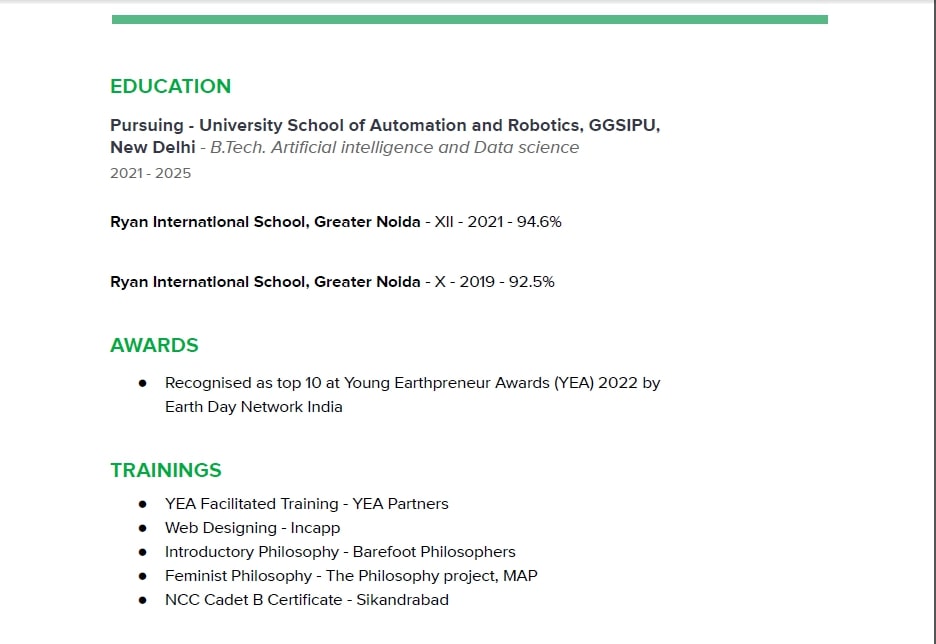 EDUCATION
Pursuing - University School of Automation and Robotics, GGSIPU,
New Delhi - B.Tech. Artificial intelligence and Data science
2021 - 2025
Ryan International School, Greater Noida - XII - 2021 - 94.6%
Ryan International School, Greater Noida - X - 2019 - 92.5%
AWARDS
● Recognised as top 10 at Young Earthpreneur Awards (YEA) 2022 by
Earth Day Network India
TRAININGS
● YEA Facilitated Training - YEA Partners
● Web Designing - Incapp
● Introductory Philosophy - Barefoot Philosophers
● Feminist Philosophy - The Philosophy project, MAP
● NCC Cadet B Certificate - Sikandrabad